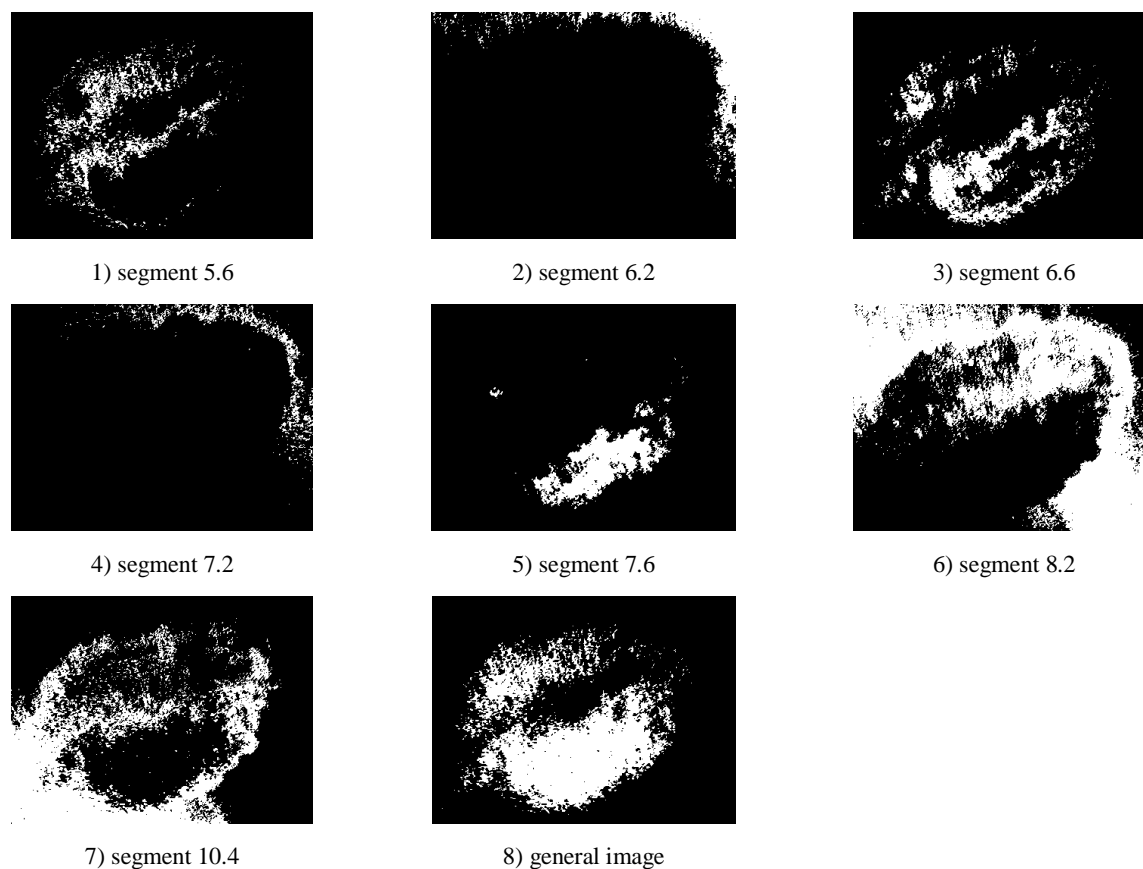 1) segment 5.6
2) segment 6.2
3) segment 6.6
4) segment 7.2
5) segment 7.6
6) segment 8.2
7) segment 10.4
8) general image